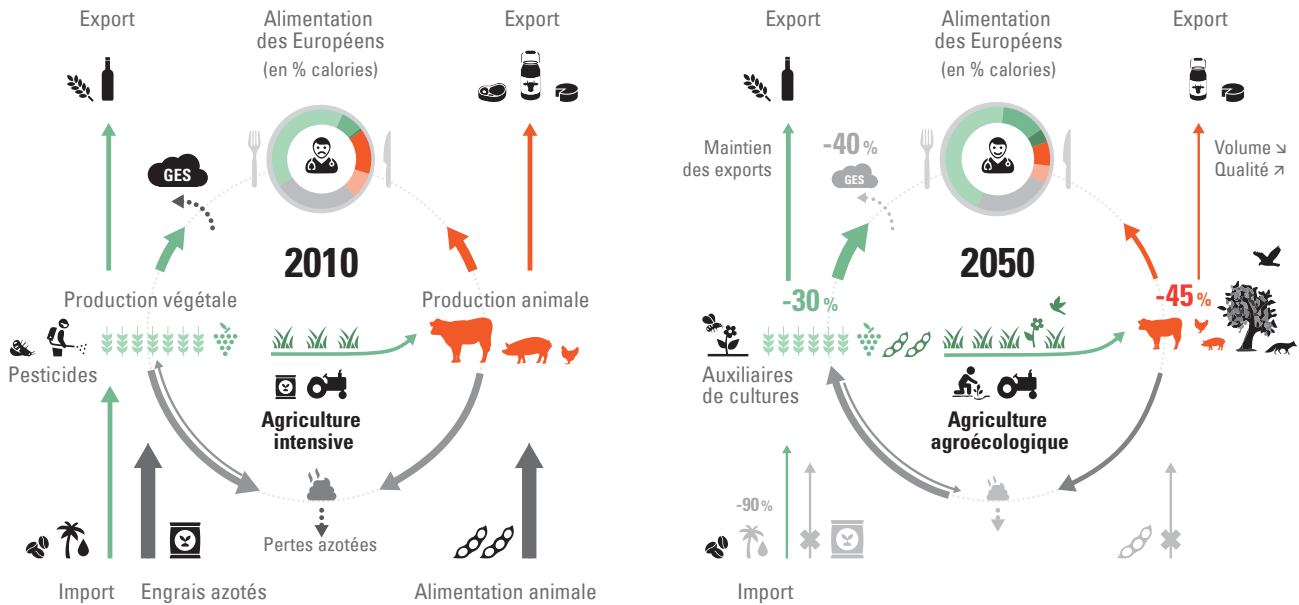 Export
Alimentation
des Européens
(en % calories)
Export
GES
2010
Production végétale
Production animale
Pesticides
Agriculture
intensive
Pertes azotées
Import
Engrais azotés
Alimentation animale
Export
Alimentation
des Européens
(en % calories)
Export
Maintien
des exports
-40 %
GES
Volume ↘
Qualité ↗
2050
-30 %
-45 %
Auxiliaires
de cultures
Agriculture
agroécologique
-90 %
Import